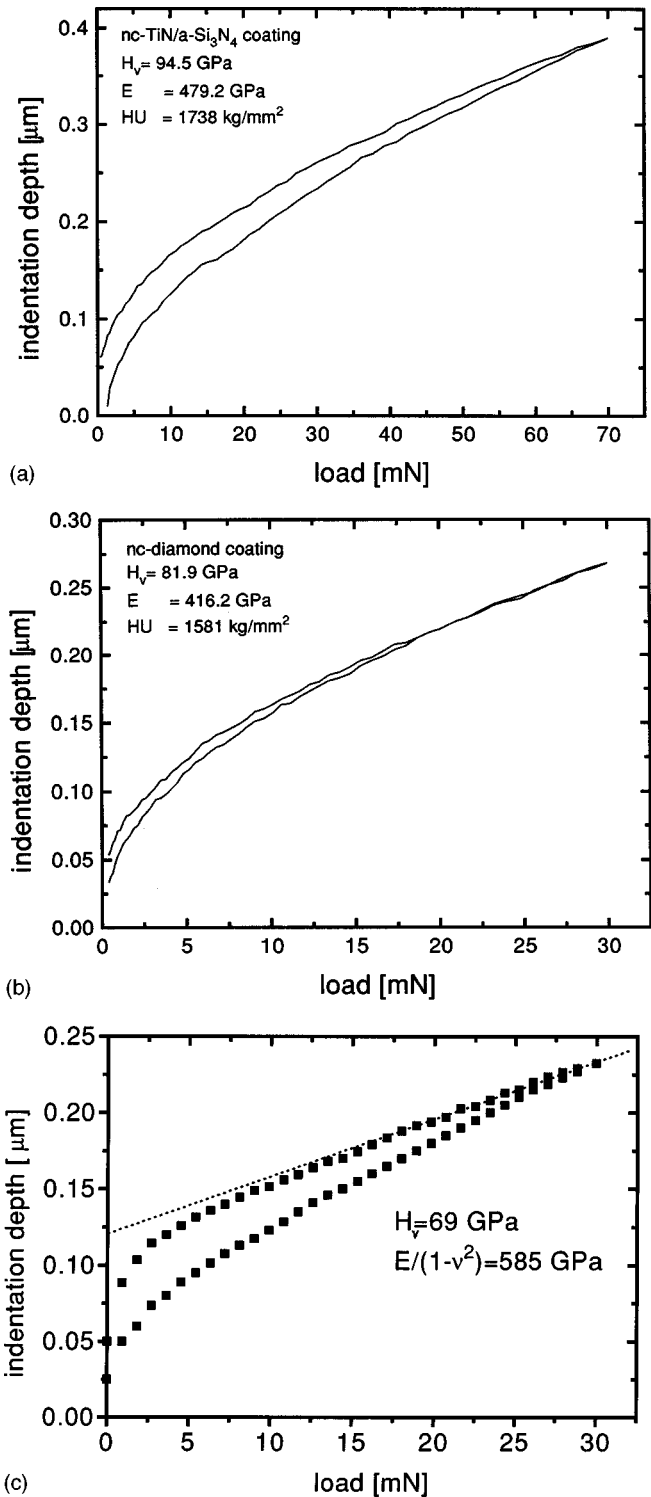 0.4
0.3
0.2
0.1
0.0
indentation depth [μm]
nc-TiN/a-Si₃N₄ coating
Hᵥ= 94.5 GPa
E = 479.2 GPa
HU = 1738 kg/mm²
0 10 20 30 40 50 60 70
load [mN]
(a)
0.30
0.25
0.20
0.15
0.10
0.05
0.00
indentation depth [μm]
nc-diamond coating
Hᵥ= 81.9 GPa
E = 416.2 GPa
HU = 1581 kg/mm²
0 5 10 15 20 25 30
load [mN]
(b)
0.25
0.20
0.15
0.10
0.05
0.00
indentation depth [ μm]
Hᵥ=69 GPa
E/(1-ν²)=585 GPa
0 5 10 15 20 25 30
load [mN]
(c)